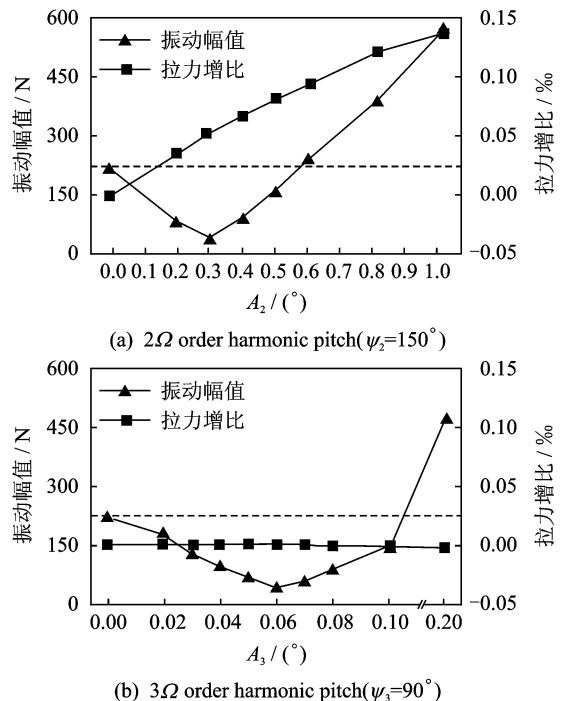 600
450
300
150
0
振动幅值 / N
振动幅值
拉力增比
0.15
0.10
0.05
0.00
−0.05
拉力增比 / ‰
0.0 0.1 0.2 0.3 0.4 0.5 0.6 0.7 0.8 0.9 1.0
A₂ / (°)
(a) 2Ω order harmonic pitch(ψ₂=150°)
600
450
300
150
0
振动幅值 / N
振动幅值
拉力增比
0.15
0.10
0.05
0.00
−0.05
拉力增比 / ‰
0.00 0.02 0.04 0.06 0.08 0.10 0.20
A₃ / (°)
(b) 3Ω order harmonic pitch(ψ₃=90°)